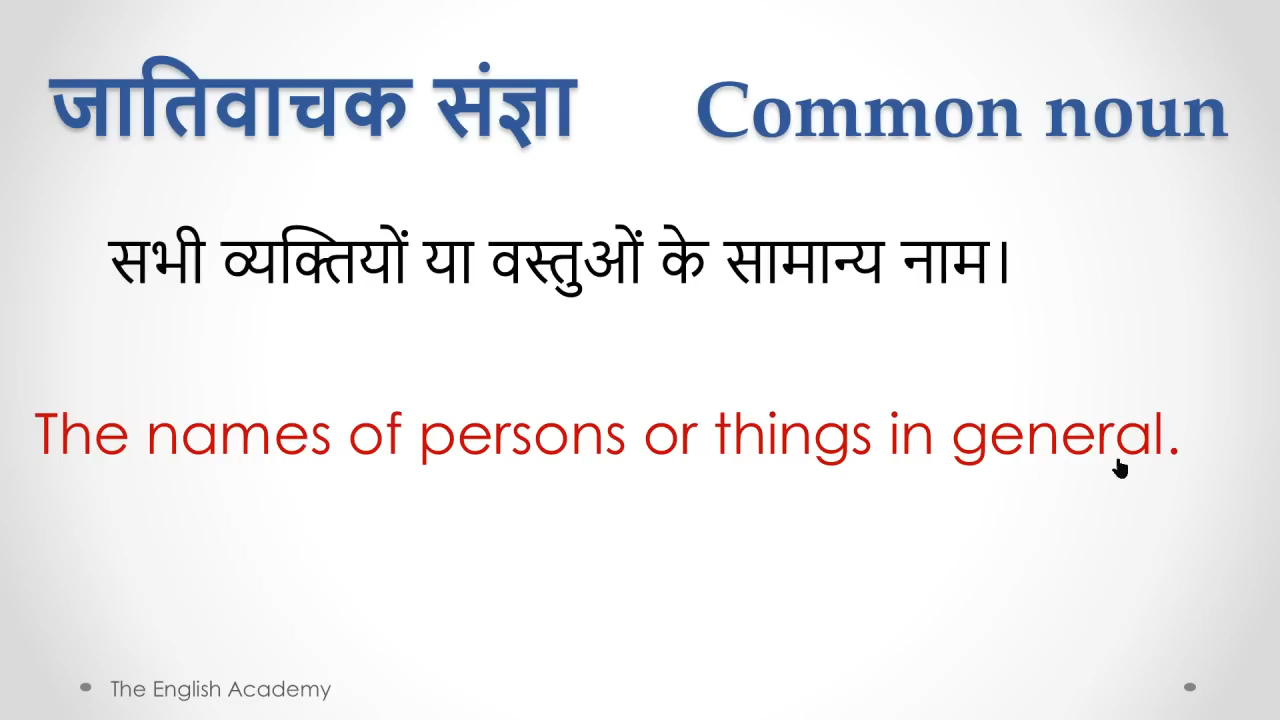 जातिवाचक संज्ञा Common noun
सभी व्यक्तियों या वस्तुओं के सामान्य नाम।
The names of persons or things in general.
The English Academy